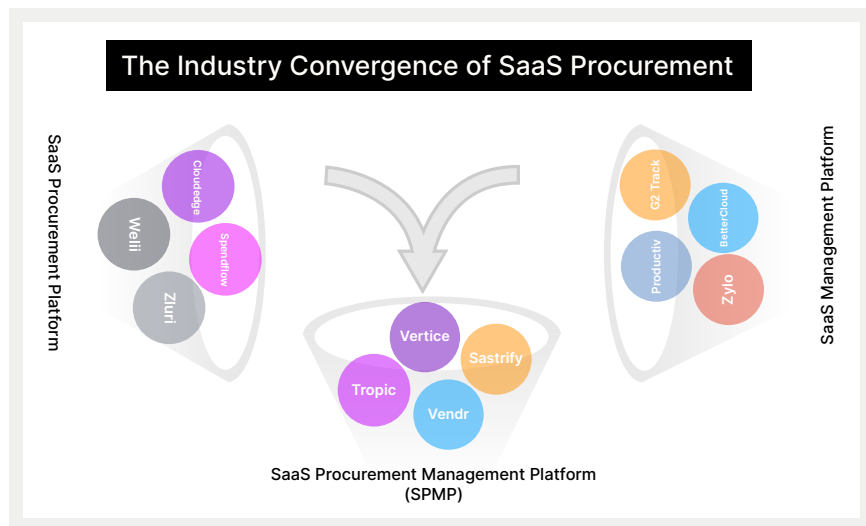 The Industry Convergence of SaaS Procurement
SaaS Procurement Platform
Cloudedge
Welii
Spendflow
Zluri
G2 Track
BetterCloud
Productiv
Zylo
SaaS Management Platform
Vertice
Sastrify
Tropic
Vendr
SaaS Procurement Management Platform
(SPMP)